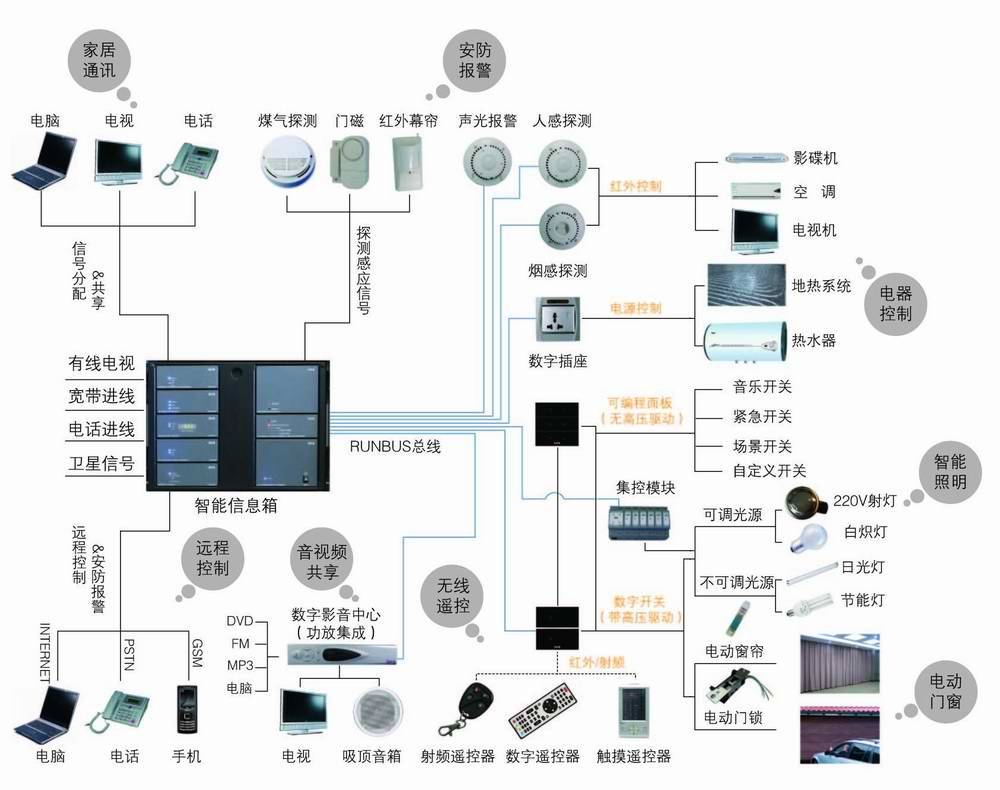 家居
通讯
安防
报警
电脑
电视
电话
煤气探测
门磁
红外幕帘
声光报警
人感探测
红外控制
影碟机
空 调
电视机
信号分配
&共享
探测感应信号
烟感探测
电源控制
地热系统
热水器
电器
控制
数字插座
有线电视
宽带进线
电话进线
卫星信号
RUNBUS总线
智能信息箱
可编程面板
（无高压驱动）
音乐开关
紧急开关
场景开关
自定义开关
集控模块
智能
照明
可调光源
220V射灯
白炽灯
不可调光源
日光灯
节能灯
远程控制
&安防报警
远程
控制
音视频
共享
无线
遥控
数字开关
（带高压驱动）
DVD
FM
MP3
电脑
数字影音中心
（功放集成）
红外/射频
电动窗帘
电动门锁
电动
门窗
INTERNET
PSTN
GSM
电脑
电话
手机
电视
吸顶音箱
射频遥控器
数字遥控器
触摸遥控器